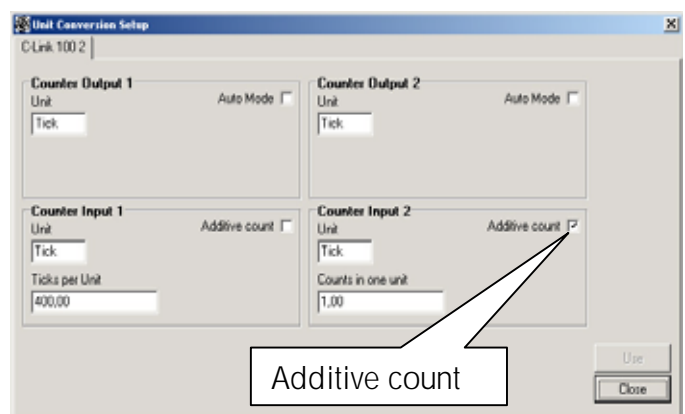 Unit Conversion Setup
C-Link 100 2
Counter Output 1
Unit
Auto Mode
Tick
Counter Output 2
Unit
Auto Mode
Tick
Counter Input 1
Unit
Additive count
Tick
Ticks per Unit
400,00
Counter Input 2
Unit
Additive count
Tick
Counts in one unit
1,00
Additive count
Use
Close